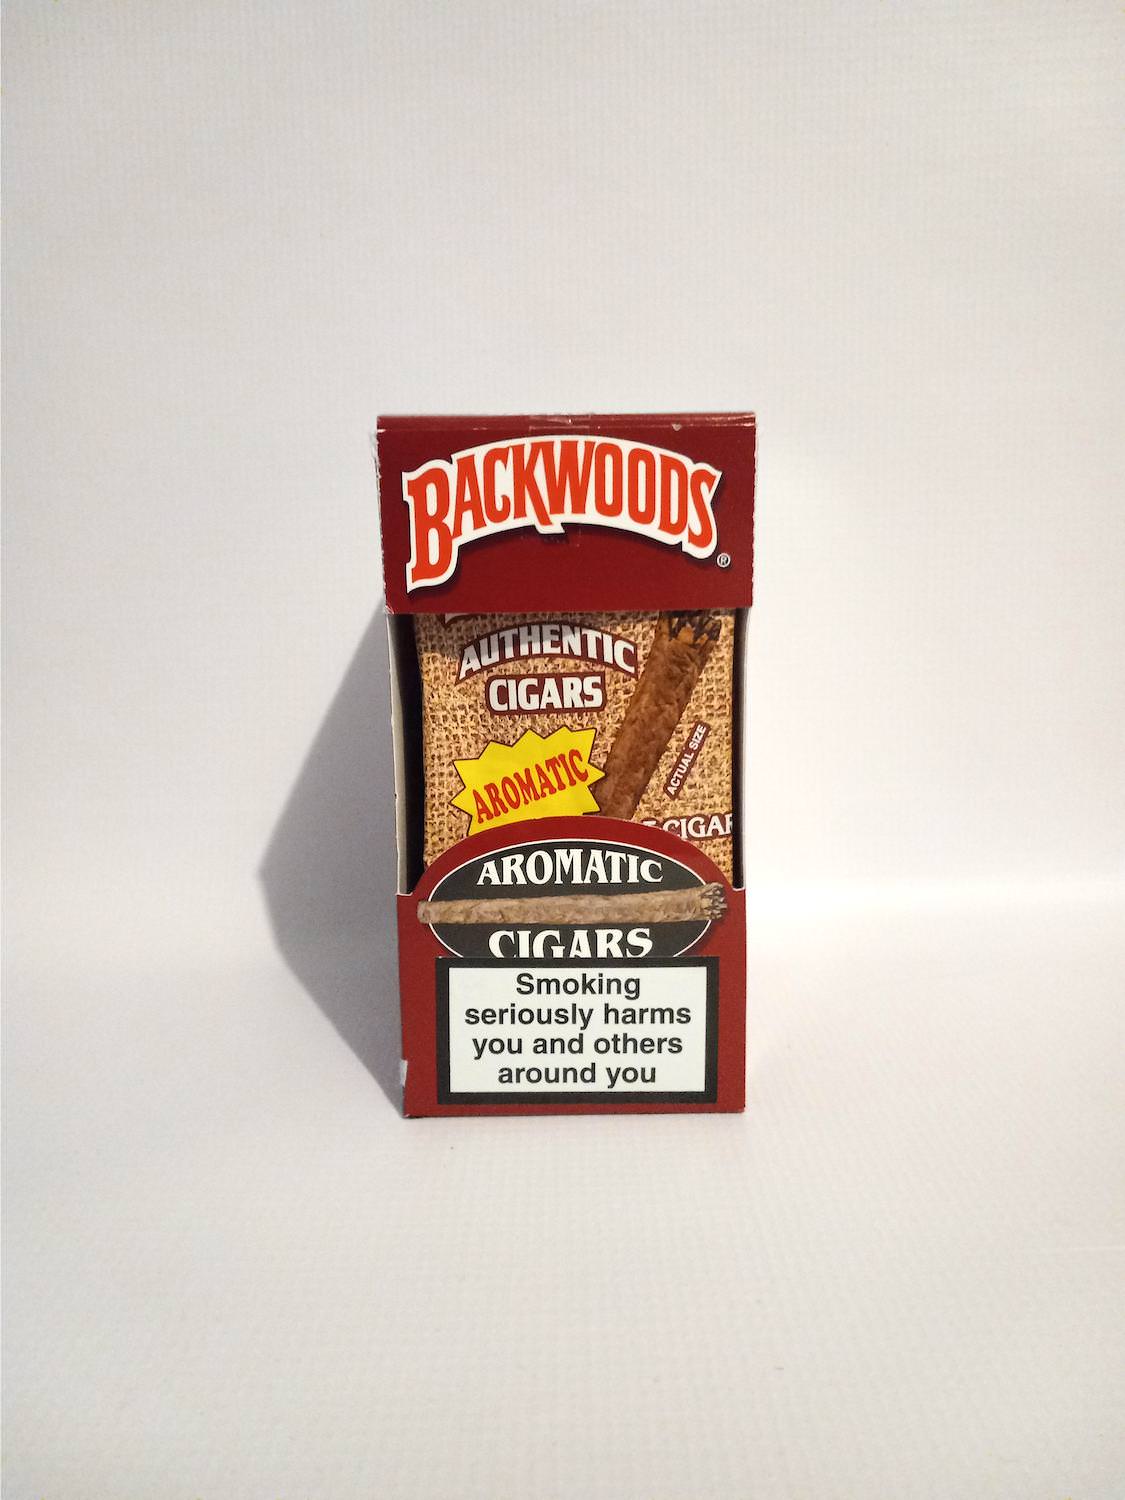 BACKWOODS
®
AUTHENTIC
CIGARS
AROMATIC
ACTUAL SIZE
AROMATIC
CIGARS
Smoking
seriously harms
you and others
around you